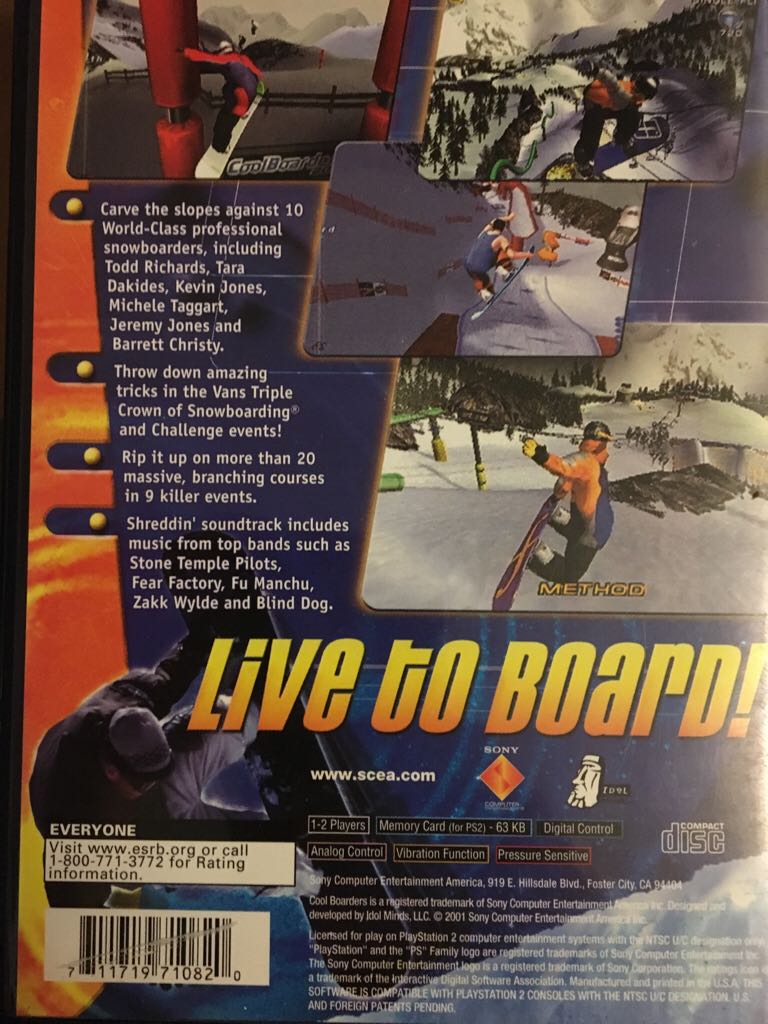 720
CoolBoarders
Carve the slopes against 10
World-Class professional
snowboarders, including
Todd Richards, Tara
Dakides, Kevin Jones,
Michele Taggart,
Jeremy Jones and
Barrett Christy.
Throw down amazing
tricks in the Vans Triple
Crown of Snowboarding®
and Challenge events!
Rip it up on more than 20
massive, branching courses
in 9 killer events.
Shreddin' soundtrack includes
music from top bands such as
Stone Temple Pilots,
Fear Factory, Fu Manchu,
Zakk Wylde and Blind Dog.
METHOD
Live to Board!
www.scea.com
SONY
COMPUTER
IDOL
EVERYONE
Visit www.esrb.org or call
1-800-771-3772 for Rating
information.
1-2 Players
Memory Card (for PS2) - 63 KB
Digital Control
Analog Control
Vibration Function
Pressure Sensitive
COMPACT
disc
Sony Computer Entertainment America, 919 E. Hillsdale Blvd., Foster City, CA 94404
Cool Boarders is a registered trademark of Sony Computer Entertainment America Inc. Designed and
developed by Idol Minds, LLC. © 2001 Sony Computer Entertainment America Inc.
Licensed for play on PlayStation 2 computer entertainment systems with the NTSC U/C designation only.
"PlayStation" and the "PS" Family logo are registered trademarks of Sony Computer Entertainment Inc.
The Sony Computer Entertainment logo is a registered trademark of Sony Corporation. The ratings icon is
a trademark of the Interactive Digital Software Association. Manufactured and printed in the U.S.A. THIS
SOFTWARE IS COMPATIBLE WITH PLAYSTATION 2 CONSOLES WITH THE NTSC U/C DESIGNATION. U.S.
AND FOREIGN PATENTS PENDING.
7 11719 71082 0